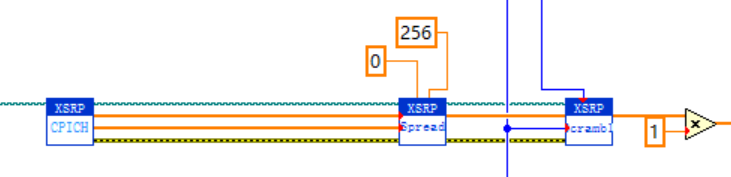 256
0
XSRP
CPICH
XSRP
Spread
XSRP
crambl
1
×